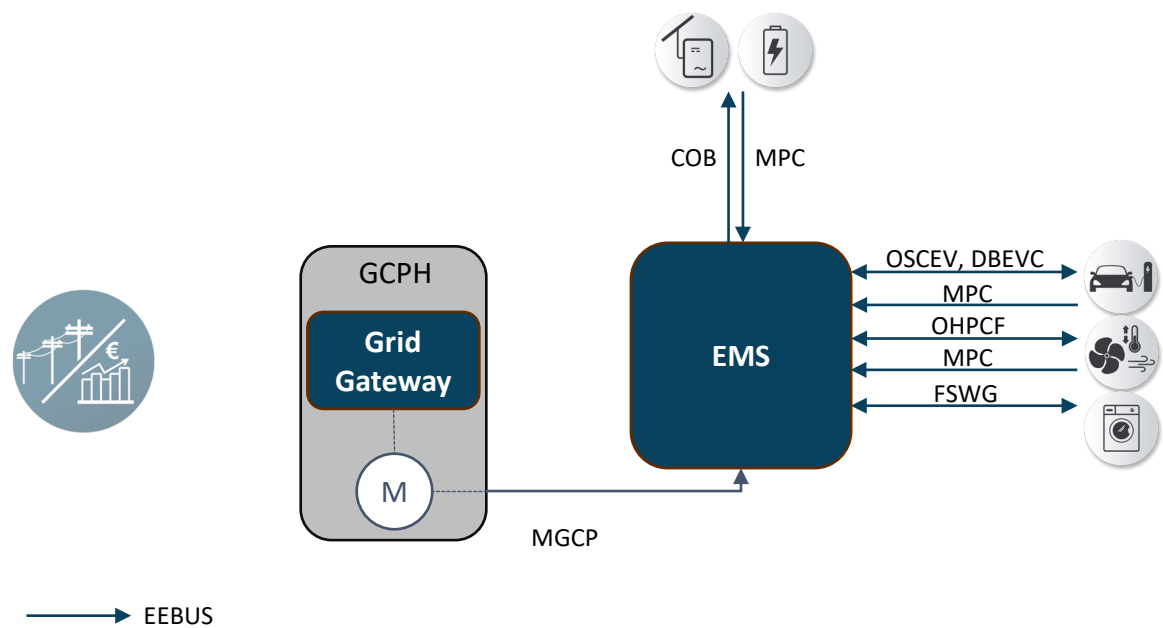 COB
MPC
GCPH
Grid
Gateway
M
€
EMS
OSCEV, DBEVC
MPC
OHPCF
MPC
FSWG
MGCP
EEBUS